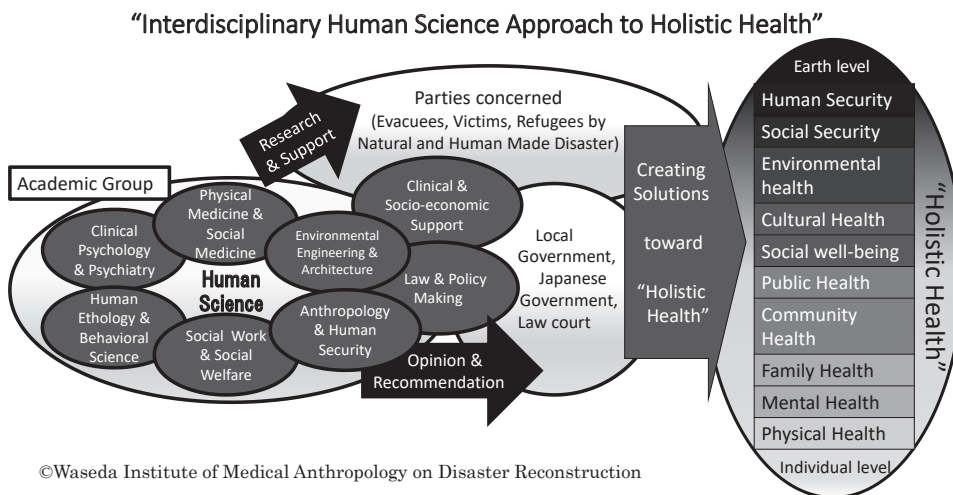 “Interdisciplinary Human Science Approach to Holistic Health”
Academic Group
Research
& Support
Parties concerned
(Evacuees, Victims, Refugees by
Natural and Human Made Disaster)
Physical
Medicine &
Social
Medicine
Clinical
Psychology
& Psychiatry
Human
Ethology &
Behavioral
Science
Social Work
& Social
Welfare
Human
Science
Environmental
Engineering &
Architecture
Anthropology
& Human
Security
Clinical &
Socio-economic
Support
Law & Policy
Making
Local
Government,
Japanese
Government,
Law court
Opinion &
Recommendation
Creating
Solutions
toward
“Holistic
Health”
Earth level
Human Security
Social Security
Environmental
health
Cultural Health
Social well-being
Public Health
Community
Health
Family Health
Mental Health
Physical Health
Individual level
“Holistic Health”
©Waseda Institute of Medical Anthropology on Disaster Reconstruction